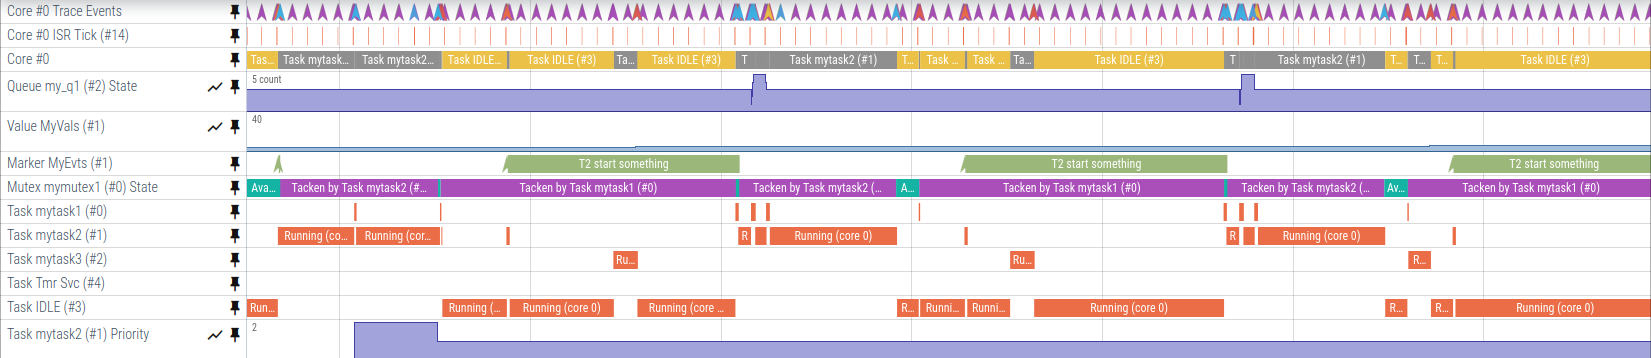 Core #0 Trace Events
Core #0 ISR Tick (#14)
Core #0 Tas... Task mytask... Task mytask2... Task IDLE... Task IDLE (#3) Ta... Task IDLE (#3) T Task mytask2 (#1) T... Task ... Task ... Ta... Task IDLE (#3) T Task mytask2 (#1) T... T... T... Task IDLE (#3)
Queue my_q1 (#2) State 5 count
Value MyVals (#1) 40
Marker MyEvts (#1) T2 start something T2 start something T2 start something
Mutex mymutex1 (#0) State Ava... Tacken by Task mytask2 (#... Tacken by Task mytask1 (#0) Tacken by Task mytask2 (... A... Tacken by Task mytask1 (#0) Tacken by Task mytask2 (... Av... Tacken by Task mytask1 (#0)
Task mytask1 (#0)
Task mytask2 (#1) Running (co... Running (cor... R Running (core 0) R Running (core 0)
Task mytask3 (#2) Ru... Ru... R...
Task Tmr Svc (#4)
Task IDLE (#3) Run... Running (... Running (core 0) Running (core ... R... Runni... Runni... Running (core 0) R... R... Running (core 0)
Task mytask2 (#1) Priority 2